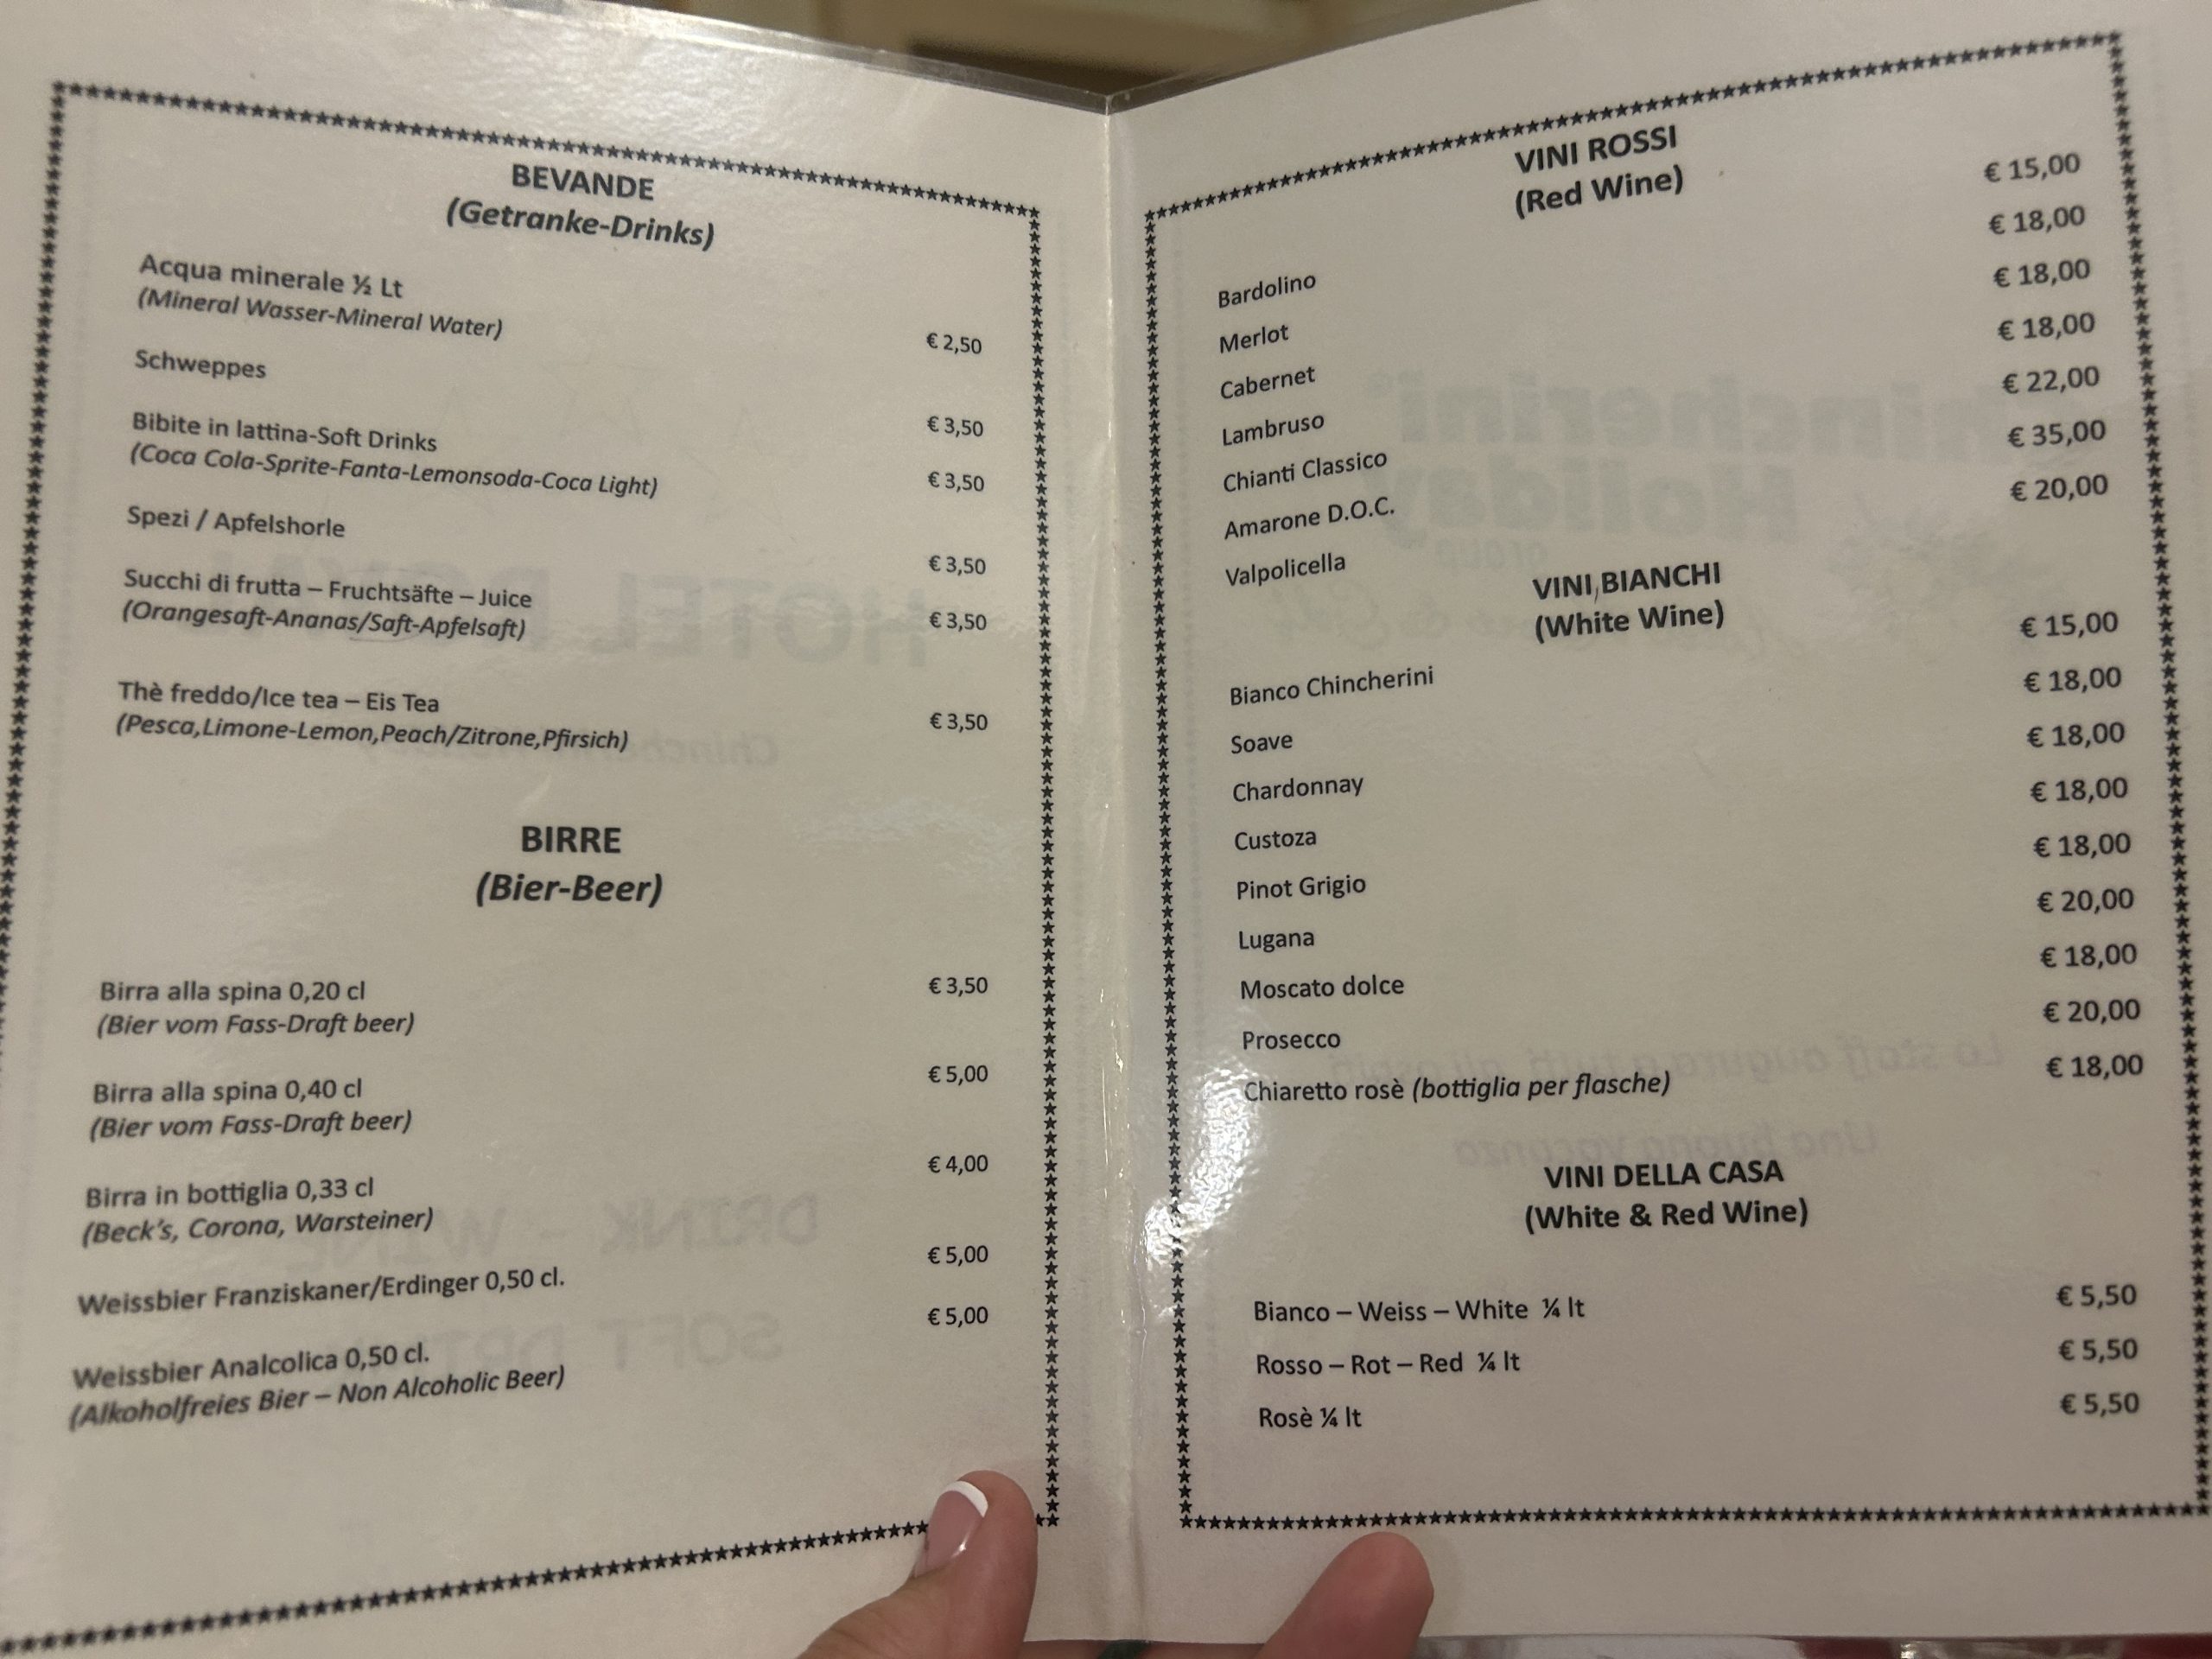 BEVANDE
(Getranke-Drinks)
Acqua minerale ½ Lt
(Mineral Wasser-Mineral Water) € 2,50
Schweppes € 3,50
Bibite in lattina-Soft Drinks
(Coca Cola-Sprite-Fanta-Lemonsoda-Coca Light) € 3,50
Spezi / Apfelshorle € 3,50
Succhi di frutta – Fruchtsäfte – Juice
(Orangesaft-Ananas/Saft-Apfelsaft) € 3,50
Thè freddo/Ice tea – Eis Tea
(Pesca,Limone-Lemon,Peach/Zitrone,Pfirsich) € 3,50
BIRRE
(Bier-Beer)
Birra alla spina 0,20 cl € 3,50
(Bier vom Fass-Draft beer)
Birra alla spina 0,40 cl € 5,00
(Bier vom Fass-Draft beer)
Birra in bottiglia 0,33 cl € 4,00
(Beck's, Corona, Warsteiner)
Weissbier Franziskaner/Erdinger 0,50 cl. € 5,00
Weissbier Analcolica 0,50 cl. € 5,00
(Alkoholfreies Bier – Non Alcoholic Beer)
VINI ROSSI
(Red Wine)
Bardolino € 15,00
Merlot € 18,00
Cabernet € 18,00
Lambruso € 18,00
Chianti Classico € 22,00
Amarone D.O.C. € 35,00
Valpolicella € 20,00
VINI BIANCHI
(White Wine)
Bianco Chincherini € 15,00
Soave € 18,00
Chardonnay € 18,00
Custoza € 18,00
Pinot Grigio € 18,00
Lugana € 20,00
Moscato dolce € 18,00
Prosecco € 20,00
Chiaretto rosè (bottiglia per flasche) € 18,00
VINI DELLA CASA
(White & Red Wine)
Bianco – Weiss – White ¼ lt € 5,50
Rosso – Rot – Red ¼ lt € 5,50
Rosè ¼ lt € 5,50